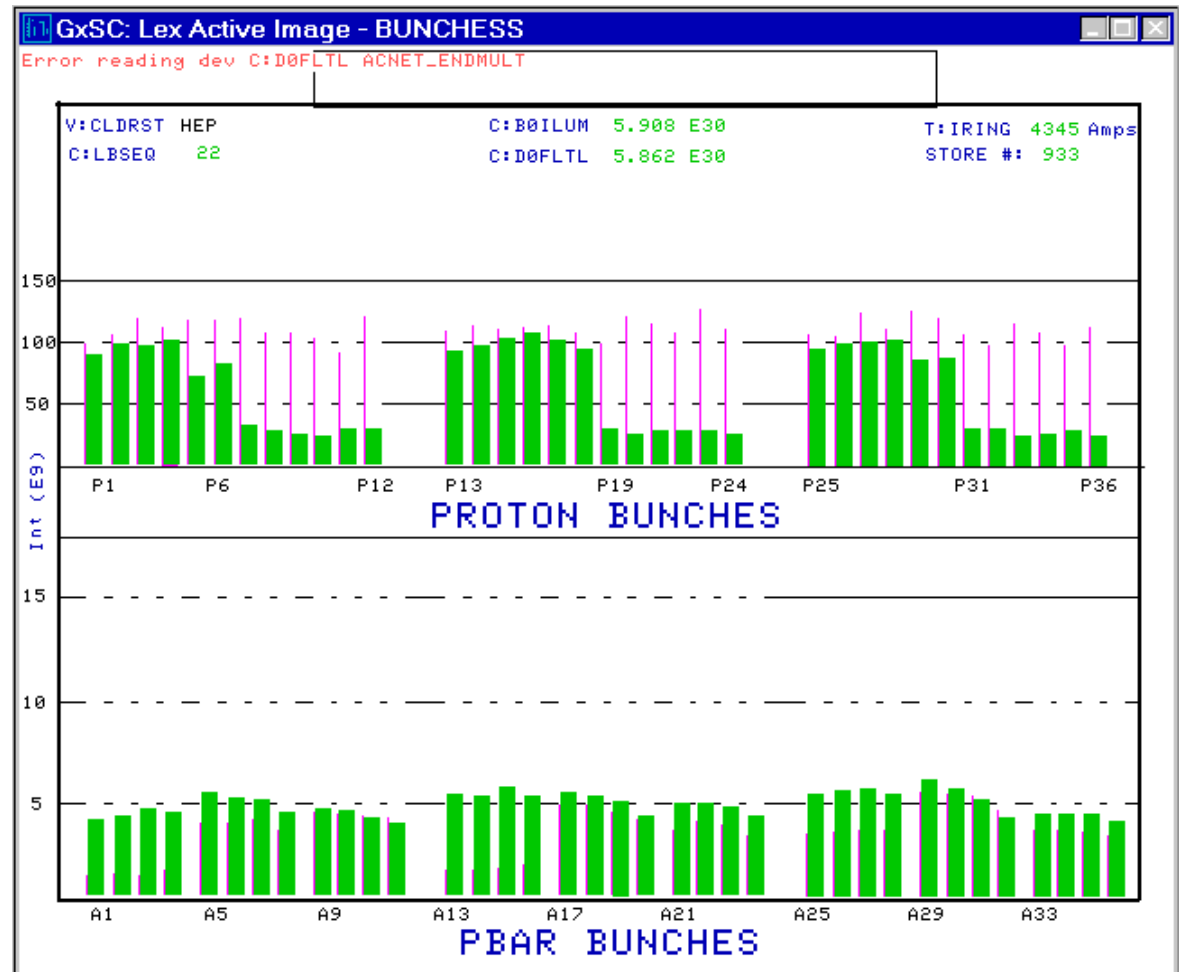 GxSC: Lex Active Image - BUNCHESS
Error reading dev C:D0FLTL ACNET_ENDMULT
V:CLDRST HEP C:B0ILUM 5.908 E30 T:IRING 4345 Amps
C:LBSEQ 22 C:D0FLTL 5.862 E30 STORE #: 933
150
100
50
P1 P6 P12 P13 P19 P24 P25 P31 P36
PROTON BUNCHES
Int (E9)
15
10
5
A1 A5 A9 A13 A17 A21 A25 A29 A33
PBAR BUNCHES